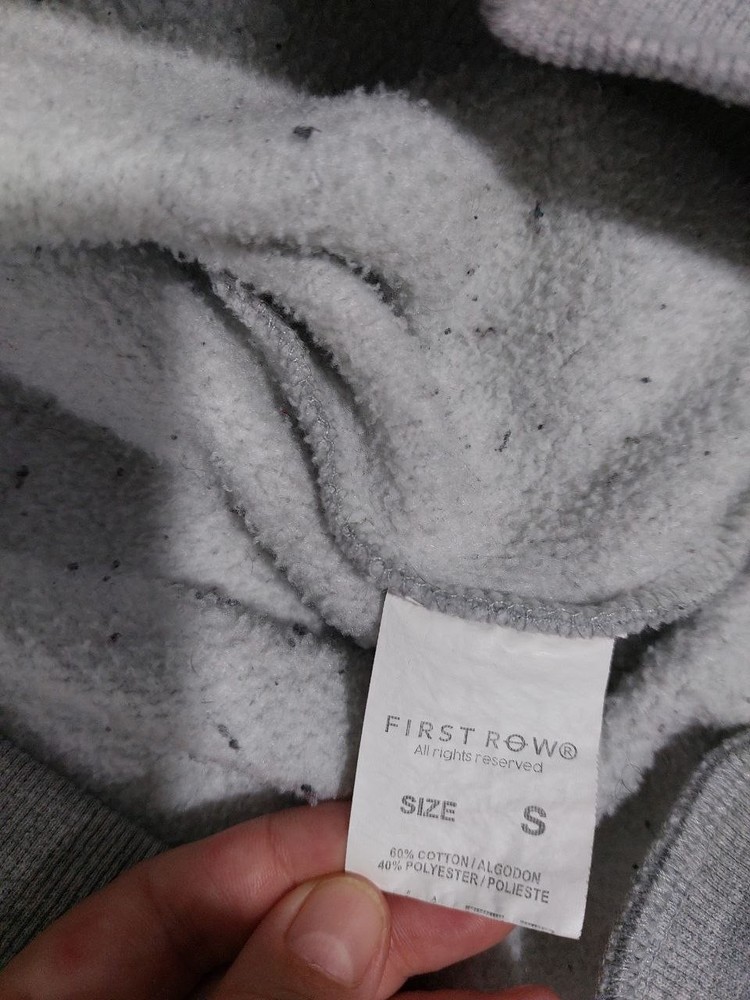 FIRST ROW®
All rights reserved
SIZE S
60% COTTON/ALGODON
40% POLYESTER/POLIESTE